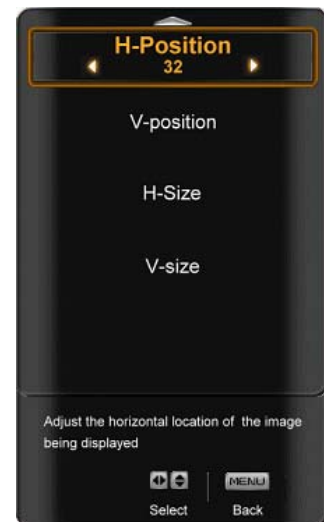 H-Position
32
V-position
H-Size
V-size
Adjust the horizontal location of the image
being displayed
MENU
Select Back